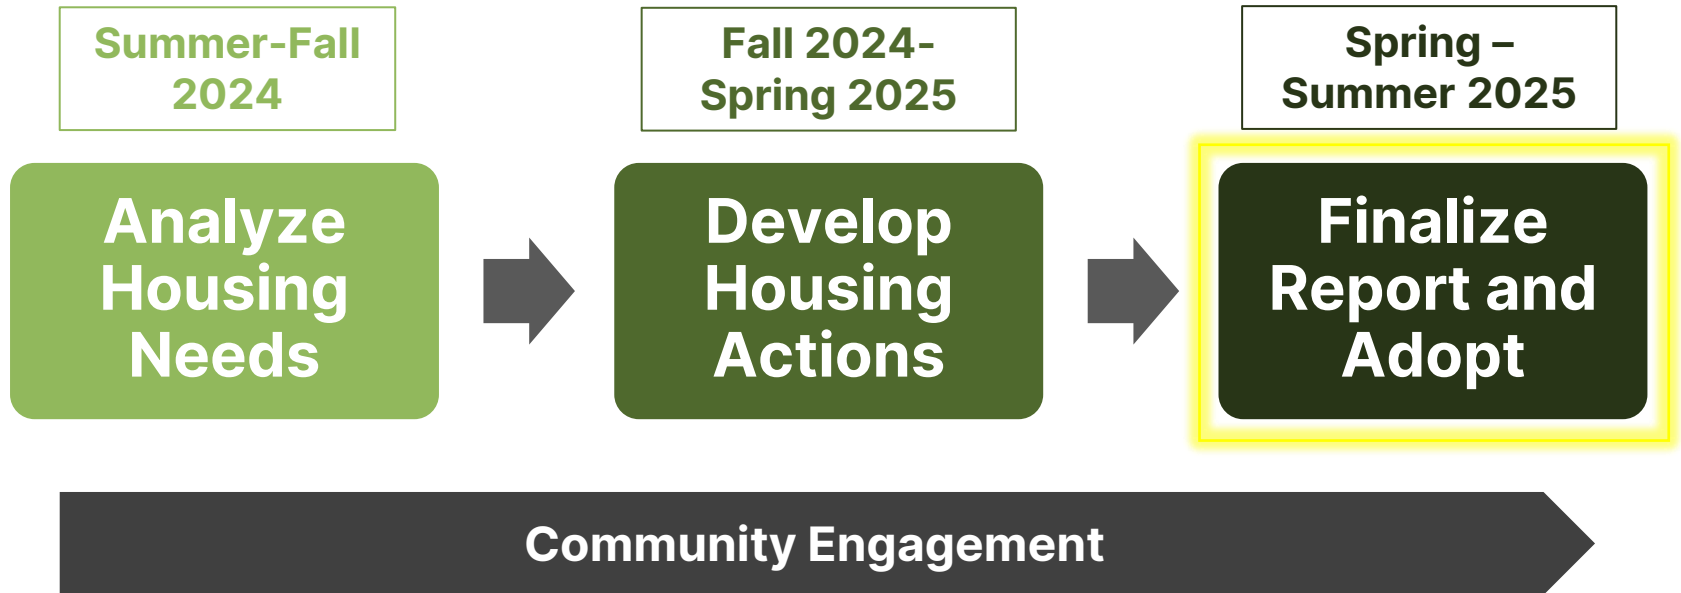 Summer-Fall
2024
Fall 2024-
Spring 2025
Spring –
Summer 2025
Analyze
Housing
Needs
Develop
Housing
Actions
Finalize
Report and
Adopt
Community Engagement